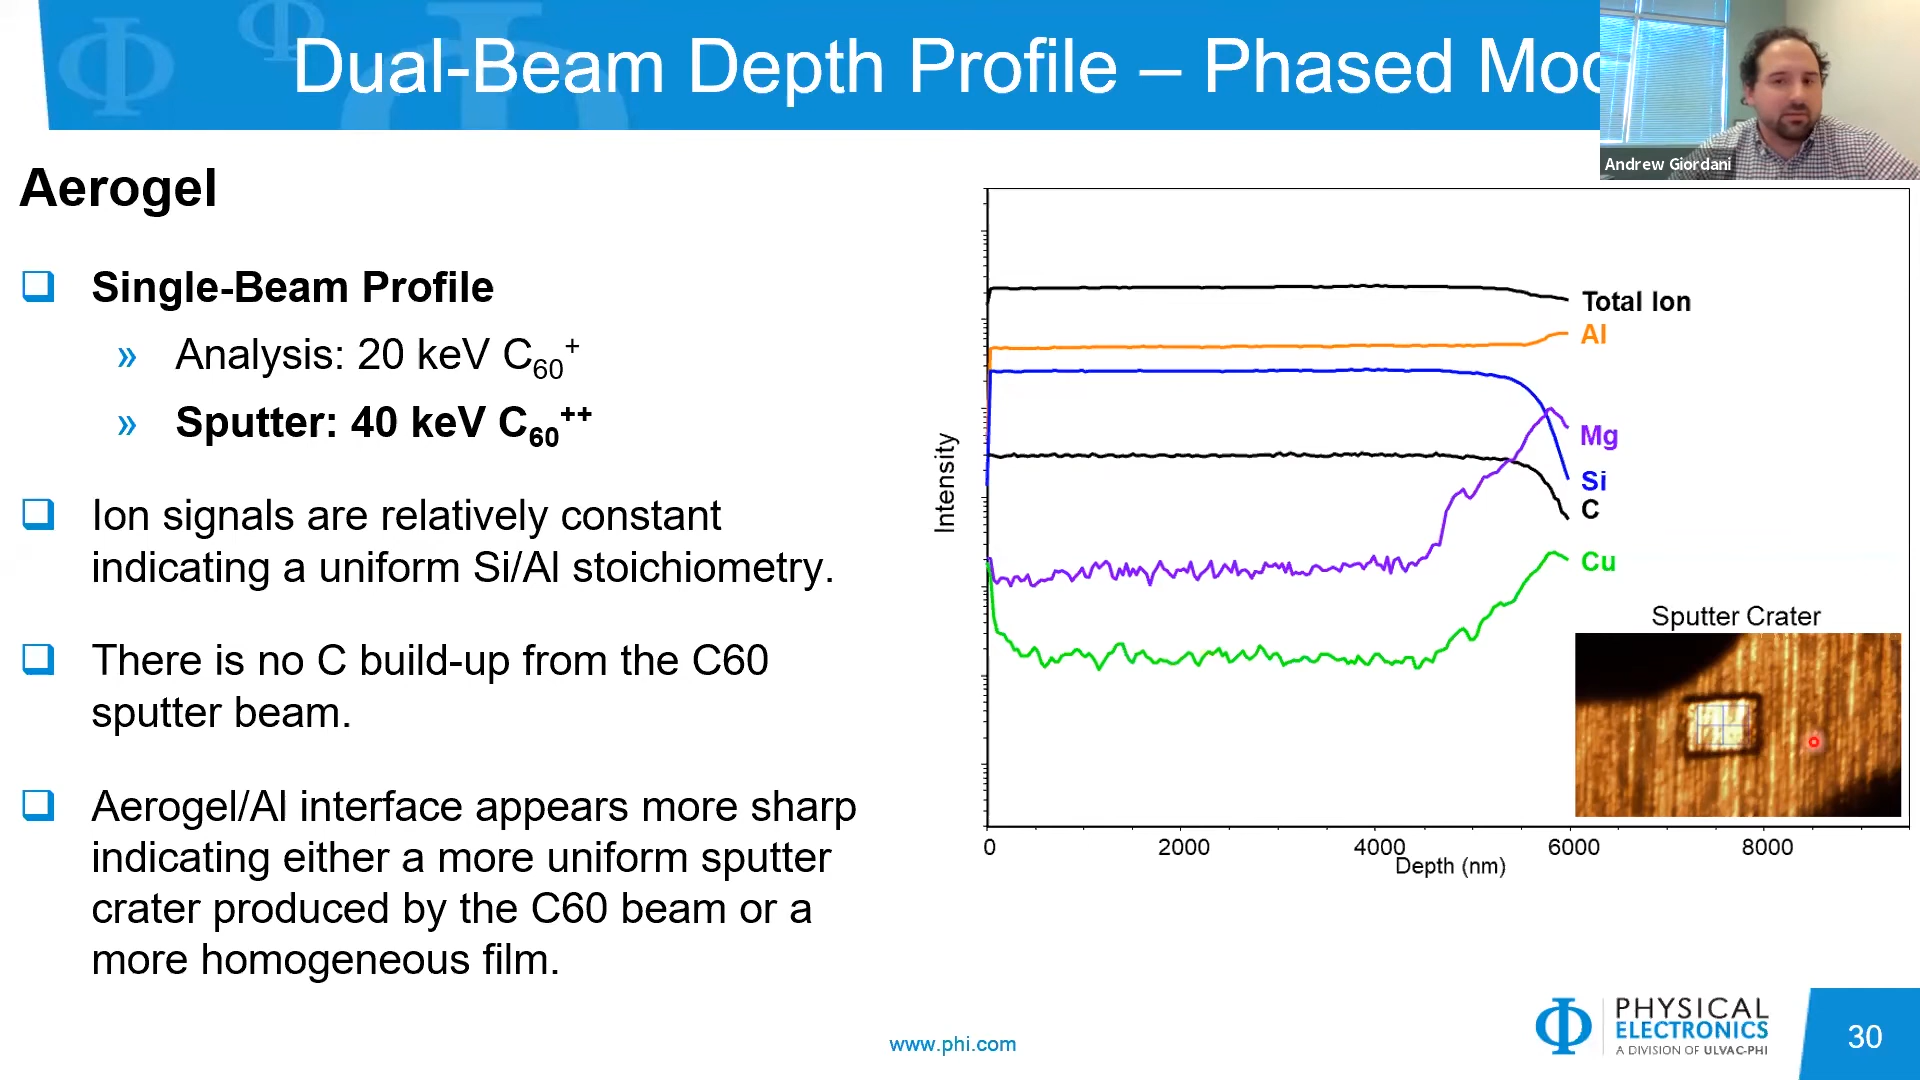 Dual-Beam Depth Profile – Phased
Andrew Giordani
Aerogel
Single-Beam Profile
» Analysis: 20 keV C60+
» Sputter: 40 keV C60++
Ion signals are relatively constant
indicating a uniform Si/Al stoichiometry.
There is no C build-up from the C60
sputter beam.
Aerogel/Al interface appears more sharp
indicating either a more uniform sputter
crater produced by the C60 beam or a
more homogeneous film.
Intensity
Total Ion
Al
Mg
Si
C
Cu
Sputter Crater
0 2000 4000 6000 8000
Depth (nm)
www.phi.com
PHYSICAL
ELECTRONICS
A DIVISION OF ULVAC-PHI
30